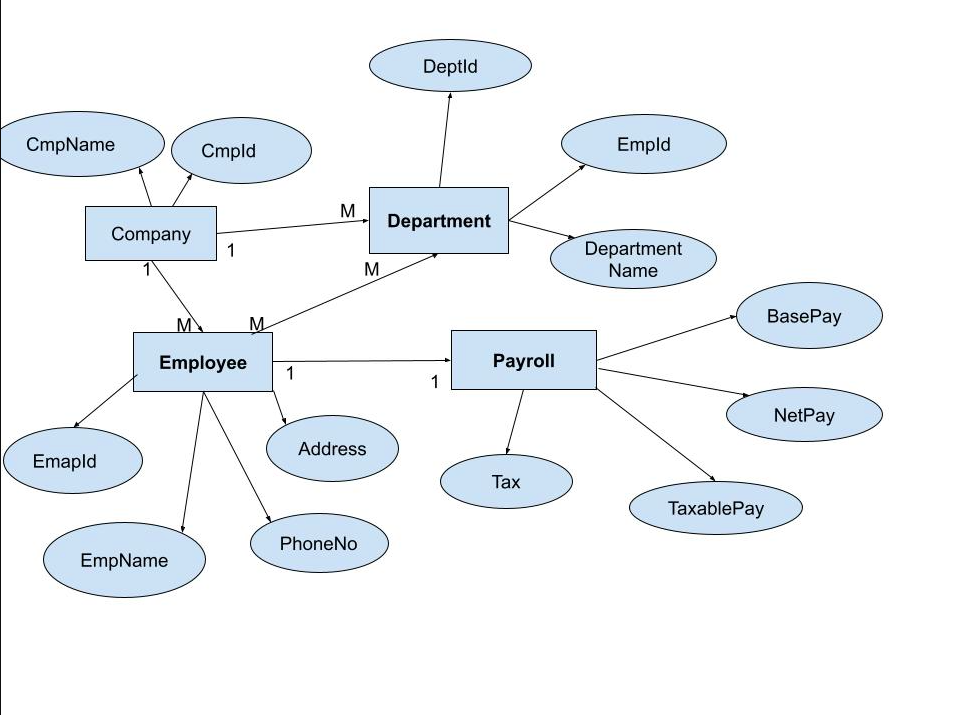 DeptId
CmpName
CmpId
EmpId
Company
1
M
Department
Department
Name
1
M
M
M
BasePay
Employee
1
1
Payroll
NetPay
EmapId
Address
Tax
TaxablePay
EmpName
PhoneNo